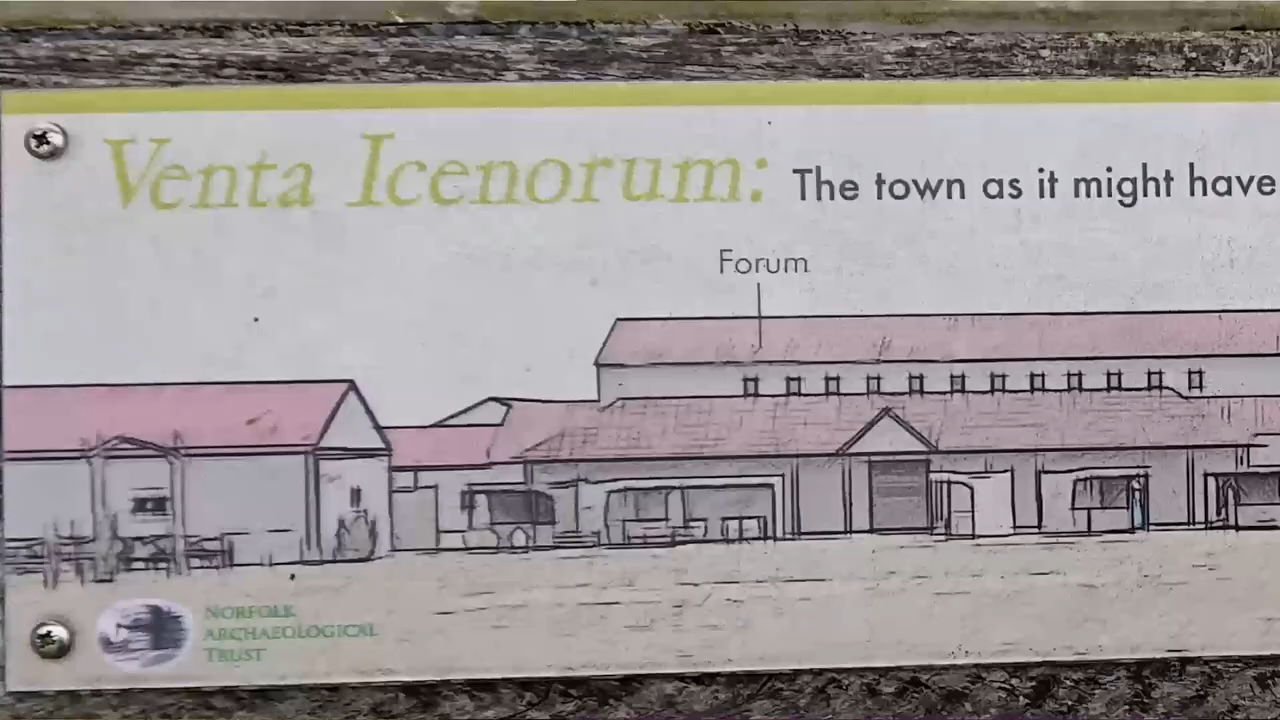 Venta Icenorum: The town as it might have
Forum
NORFOLK
ARCHAEOLOGICAL
TRUST